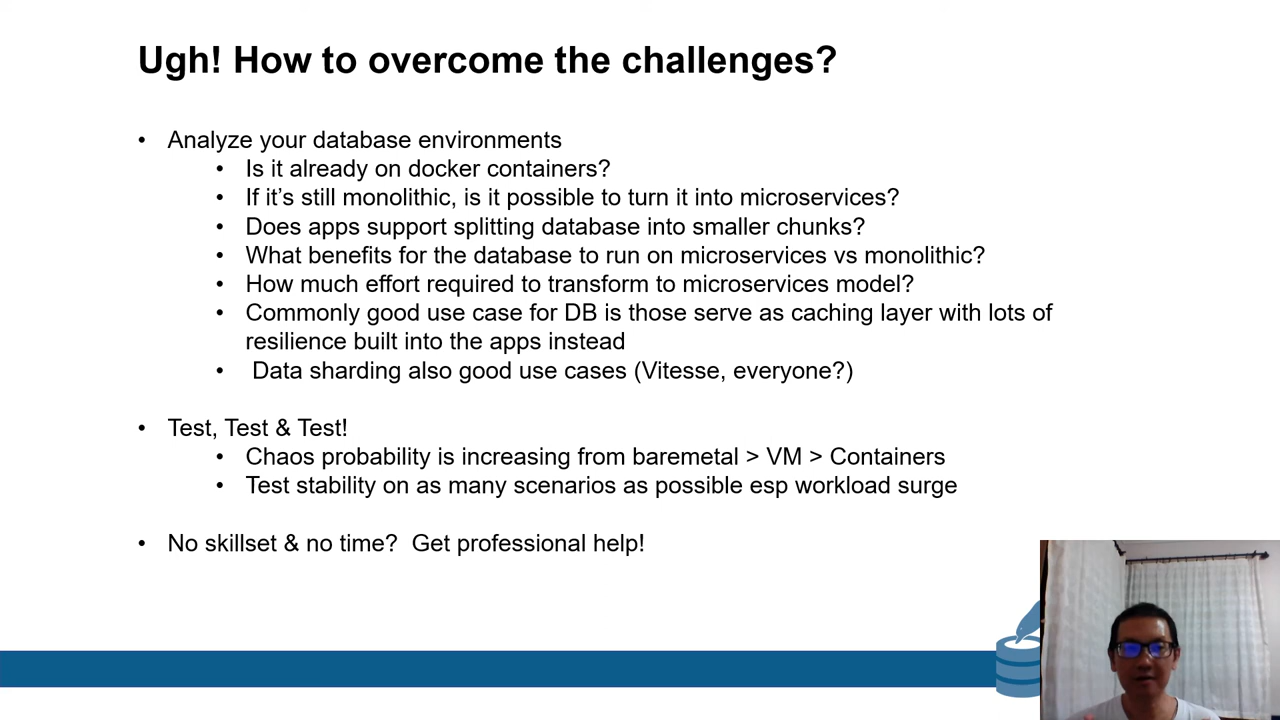 Ugh! How to overcome the challenges?
• Analyze your database environments
• Is it already on docker containers?
• If it’s still monolithic, is it possible to turn it into microservices?
• Does apps support splitting database into smaller chunks?
• What benefits for the database to run on microservices vs monolithic?
• How much effort required to transform to microservices model?
• Commonly good use case for DB is those serve as caching layer with lots of
resilience built into the apps instead
• Data sharding also good use cases (Vitesse, everyone?)
• Test, Test & Test!
• Chaos probability is increasing from baremetal > VM > Containers
• Test stability on as many scenarios as possible esp workload surge
• No skillset & no time? Get professional help!